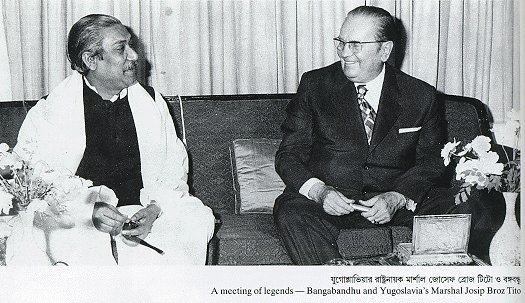 যুগোশ্লাভিয়ার রাষ্ট্রনায়ক মার্শাল জোসেফ ব্রোজ টিটো ও বঙ্গবন্ধু
A meeting of legends — Bangabandhu and Yugoslavia's Marshal Josip Broz Tito